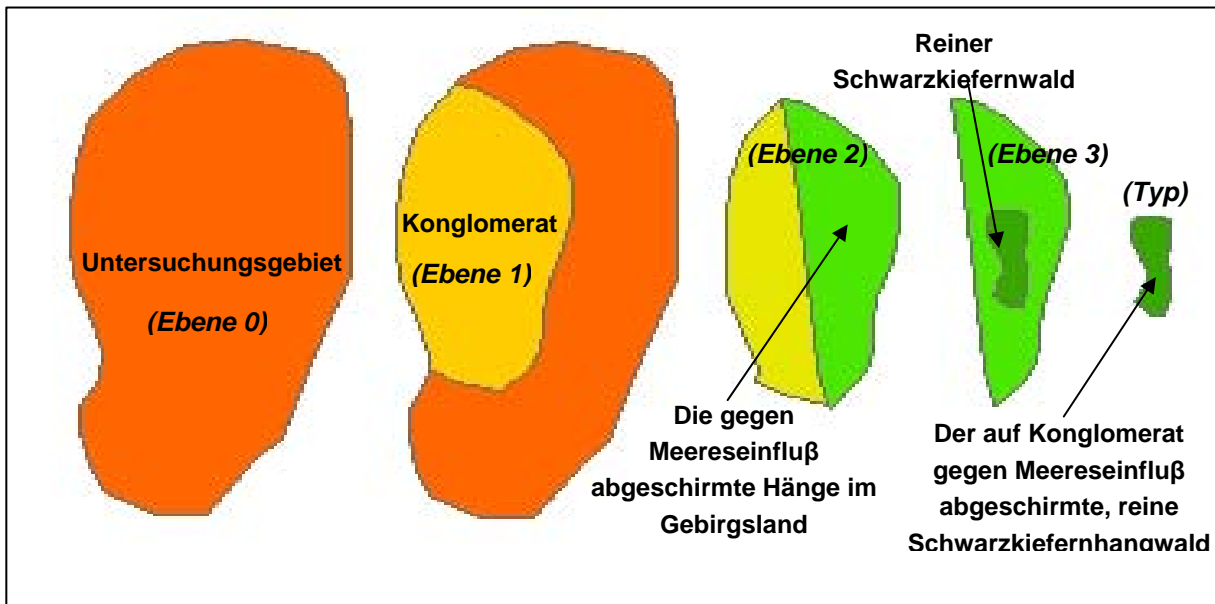 Untersuchungsgebiet
(Ebene 0)
Konglomerat
(Ebene 1)
(Ebene 2)
Die gegen
Meereseinfluß
abgeschirmte Hänge im
Gebirgsland
Reiner
Schwarzkiefernwald
(Ebene 3)
(Typ)
Der auf Konglomerat
gegen Meereseinfluß
abgeschirmte, reine
Schwarzkiefernhangwald